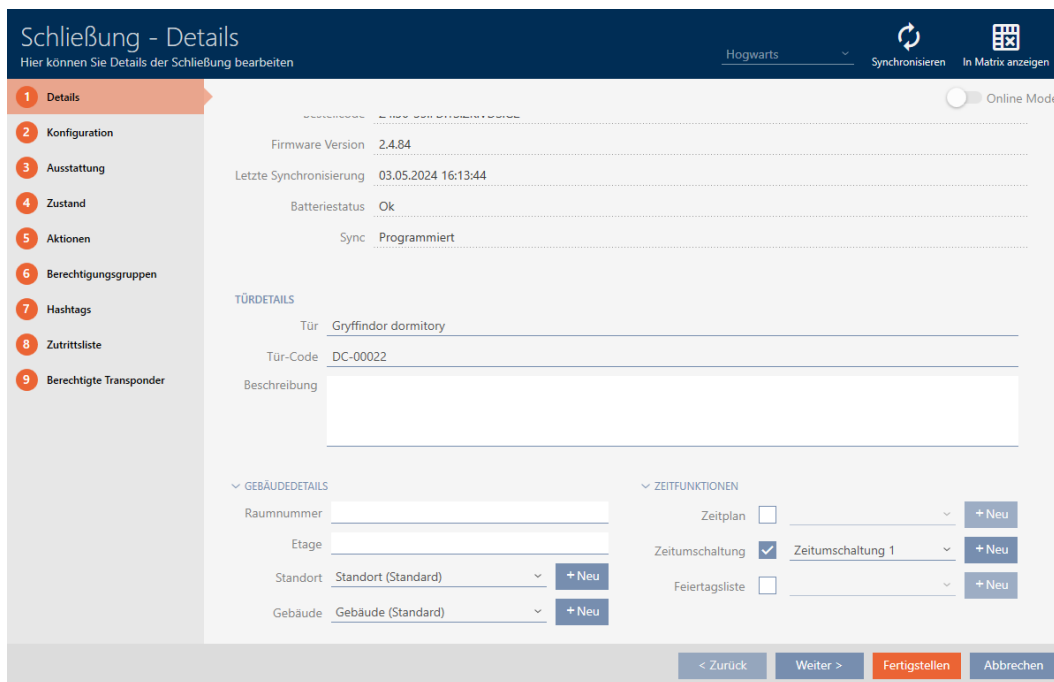 Schließung - Details
Hier können Sie Details der Schließung bearbeiten
Hogwarts
Synchronisieren
In Matrix anzeigen
1 Details
2 Konfiguration
3 Ausstattung
4 Zustand
5 Aktionen
6 Berechtigungsgruppen
7 Hashtags
8 Zutrittsliste
9 Berechtigte Transponder
Online Mode
Firmware Version 2.4.84
Letzte Synchronisierung 03.05.2024 16:13:44
Batteriestatus Ok
Sync Programmiert
TÜRDETAILS
Tür Gryffindor dormitory
Tür-Code DC-00022
Beschreibung
GEBÄUDEDETAILS
Raumnummer
Etage
Standort Standort (Standard) + Neu
Gebäude Gebäude (Standard) + Neu
ZEITFUNKTIONEN
Zeitplan + Neu
Zeitumschaltung Zeitumschaltung 1 + Neu
Feiertagsliste + Neu
< Zurück
Weiter >
Fertigstellen
Abbrechen